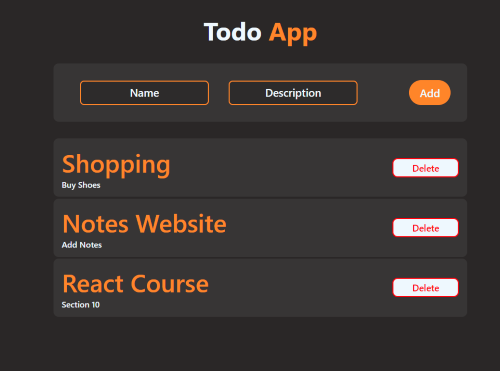 Todo App
Name
Description
Add
Shopping
Delete
Buy Shoes
Notes Website
Delete
Add Notes
React Course
Delete
Section 10